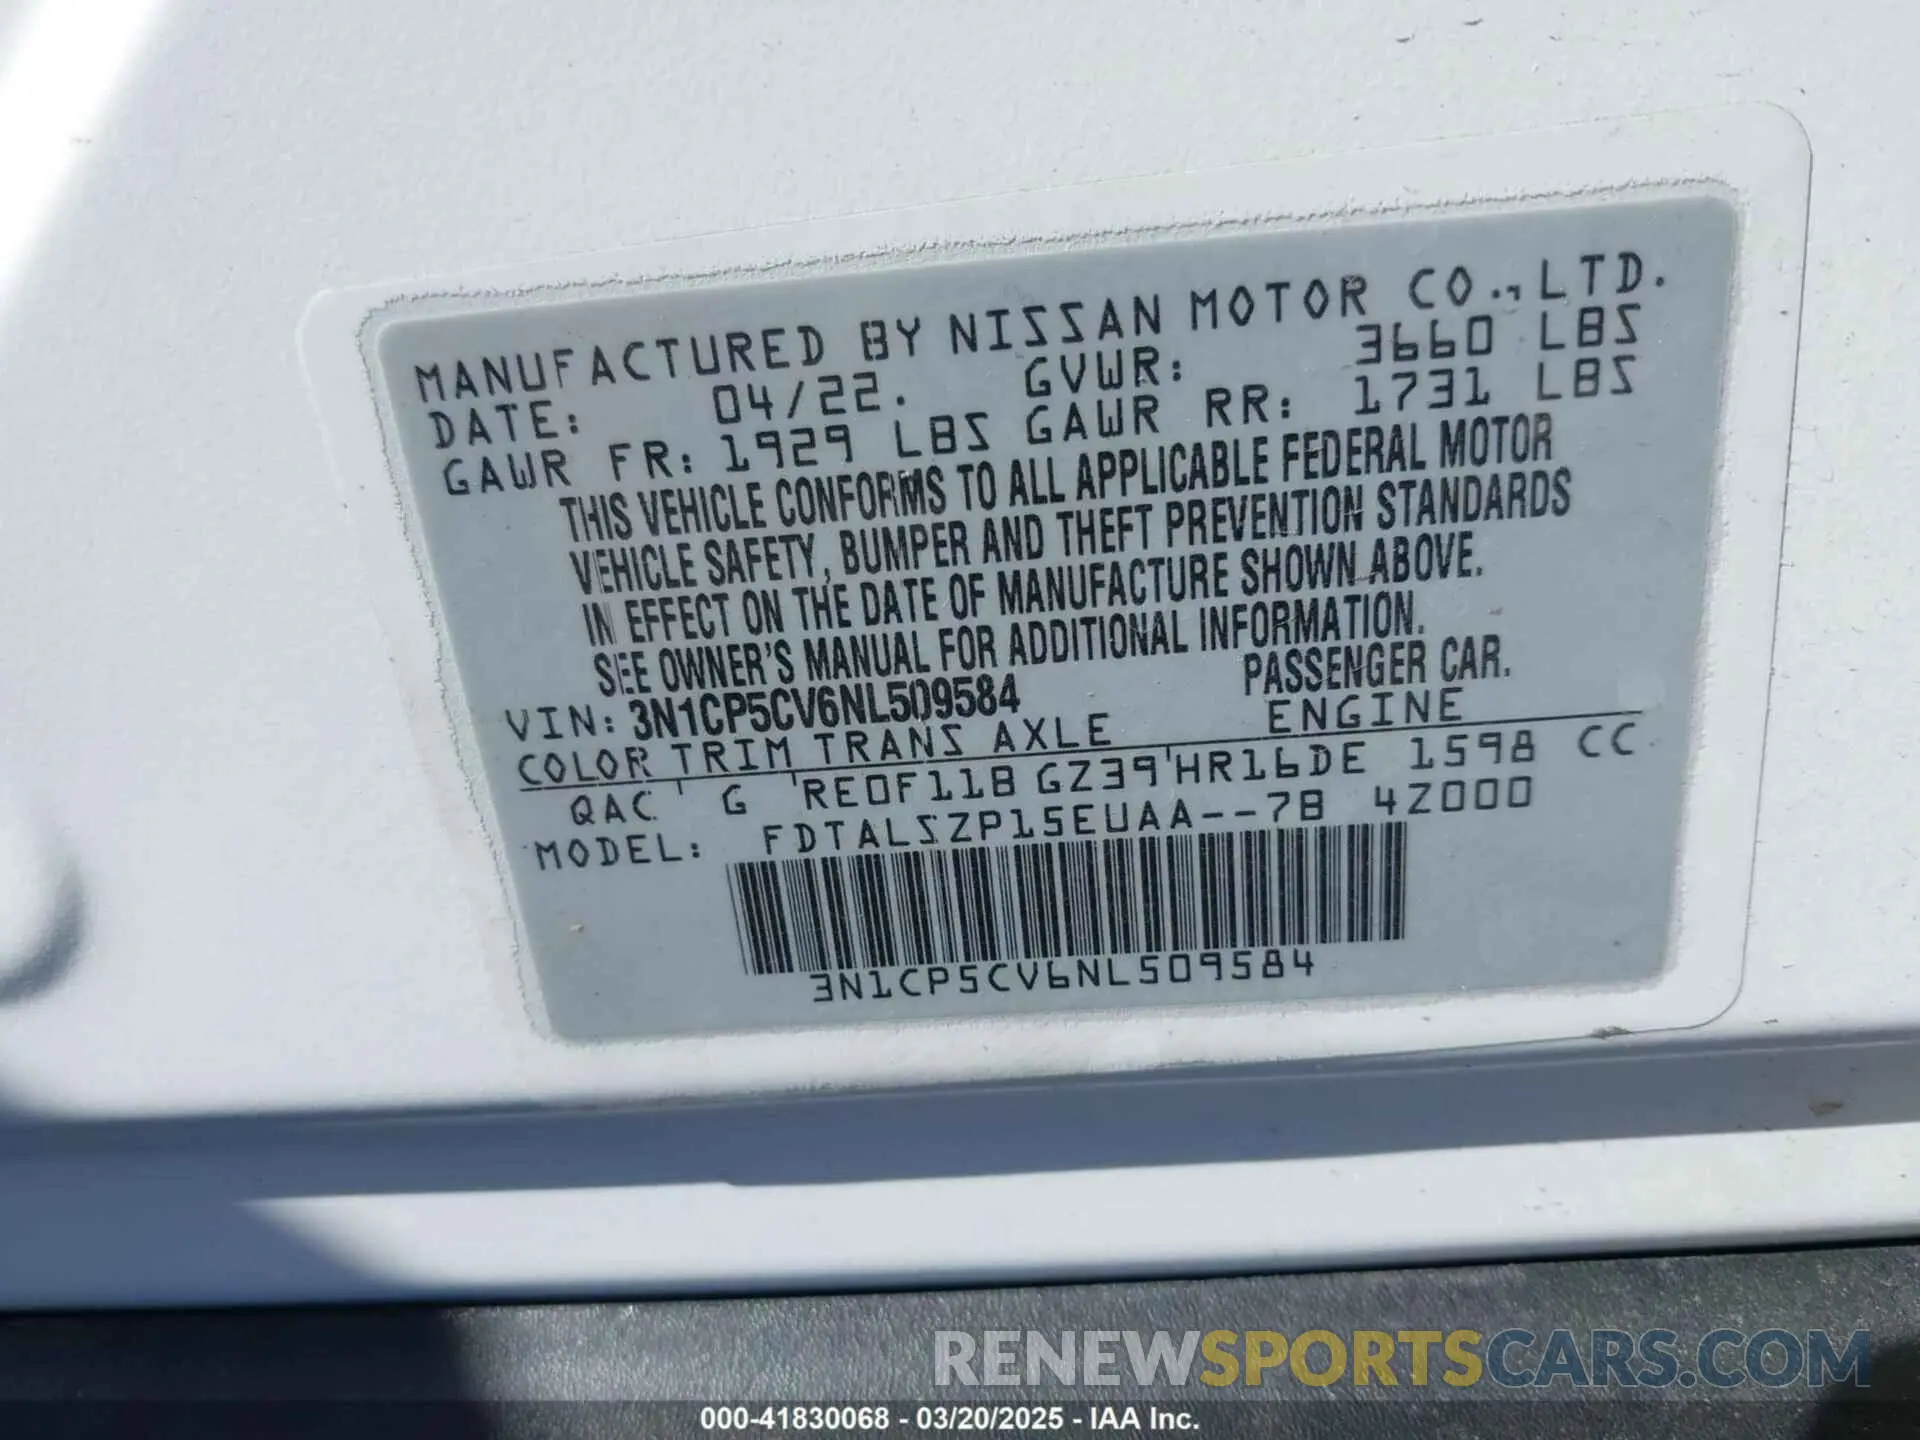 MANUFACTURED BY NISSAN MOTOR CO.,LTD.
DATE: 04/22. GVWR: 3660 LBS
GAWR FR: 1929 LBS GAWR RR: 1731 LBS
THIS VEHICLE CONFORMS TO ALL APPLICABLE FEDERAL MOTOR
VEHICLE SAFETY, BUMPER AND THEFT PREVENTION STANDARDS
IN EFFECT ON THE DATE OF MANUFACTURE SHOWN ABOVE.
SEE OWNER'S MANUAL FOR ADDITIONAL INFORMATION.
VIN: 3N1CP5CV6NL509584 PASSENGER CAR.
COLOR TRIM TRANS AXLE ENGINE
QAC G RE0F11B GZ39 HR16DE 1598 CC
MODEL: FDTALSZP15EUAA--7B 4Z000
3N1CP5CV6NL509584
RENEWSPORTSCARS.COM
000-41830068 - 03/20/2025 - IAA Inc.